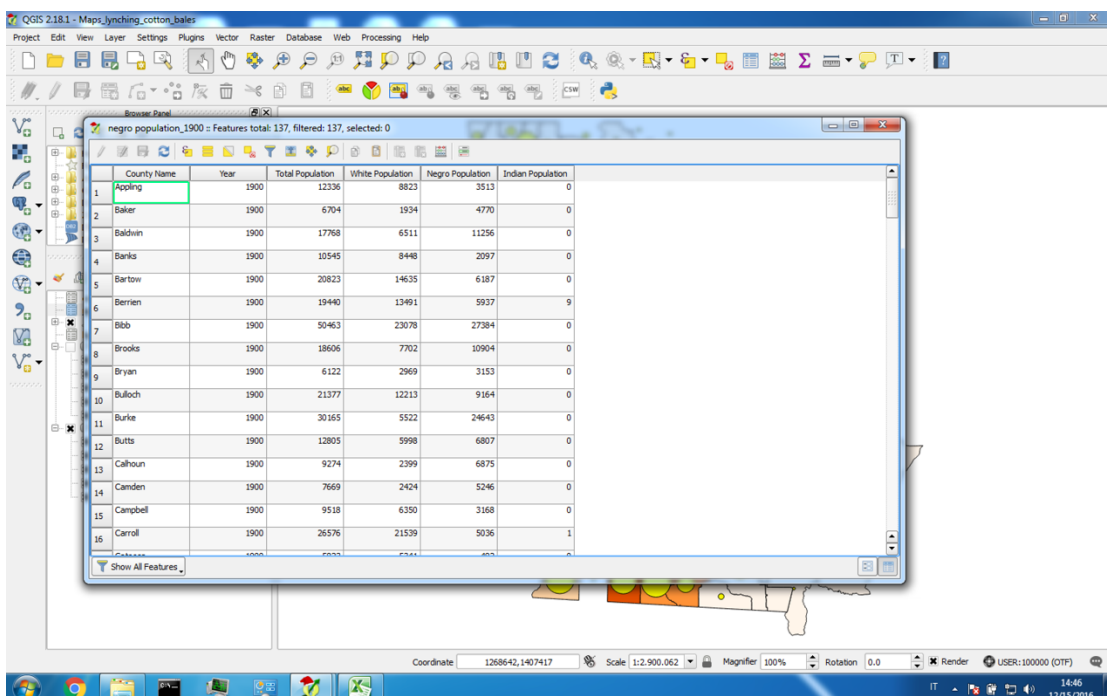 QGIS 2.18.1 - Maps_lynching_cotton_bales
Project Edit View Layer Settings Plugins Vector Raster Database Web Processing Help
Browser Panel
negro population_1900 :: Features total: 137, filtered: 137, selected: 0
County Name Year Total Population White Population Negro Population Indian Population
1 Appling 1900 12336 8823 3513 0
2 Baker 1900 6704 1934 4770 0
3 Baldwin 1900 17768 6511 11256 0
4 Banks 1900 10545 8448 2097 0
5 Bartow 1900 20823 14635 6187 0
6 Berrien 1900 19440 13491 5937 9
7 Bibb 1900 50463 23078 27384 0
8 Brooks 1900 18606 7702 10904 0
9 Bryan 1900 6122 2969 3153 0
10 Bulloch 1900 21377 12213 9164 0
11 Burke 1900 30165 5522 24643 0
12 Butts 1900 12805 5998 6807 0
13 Calhoun 1900 9274 2399 6875 0
14 Camden 1900 7669 2424 5246 0
15 Campbell 1900 9518 6350 3168 0
16 Carroll 1900 26576 21539 5036 1
Show All Features
Coordinate 1268642,1407417 Scale 1:2.900.062 Magnifier 100% Rotation 0.0 Render USER:100000 (OTF)
IT 14:46
12/15/2016